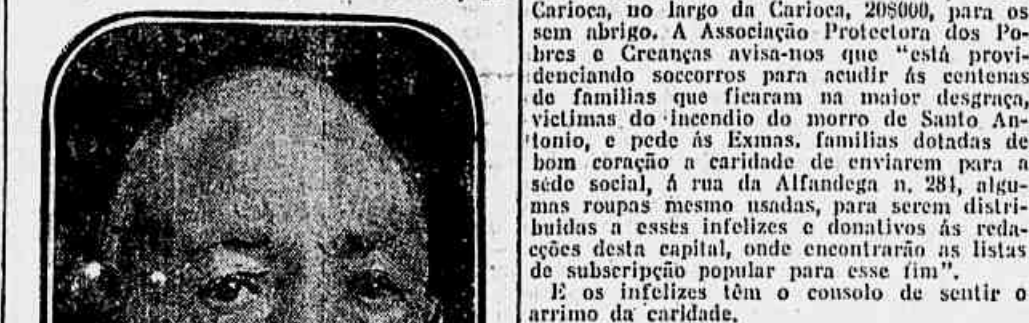 Carioca, no largo da Carioca, 20$000, para os
sem abrigo. A Associação Protectora dos Po-
bres e Creanças avisa-nos que "está provi-
denciando soccorros para acudir ás centenas
de familias que ficaram na maior desgraça,
victimas do incendio do morro de Santo An-
tonio, e pede ás Exmas. familias dotadas de
bom coração a caridade de enviarem para a
séde social, á rua da Alfandega n. 281, algu-
mas roupas mesmo usadas, para serem distri-
buidas a esses infelizes e donativos ás reda-
cções desta capital, onde encontrarão as listas
de subscripção popular para esse fim".
E os infelizes têm o consolo de sentir o
arrimo da caridade.